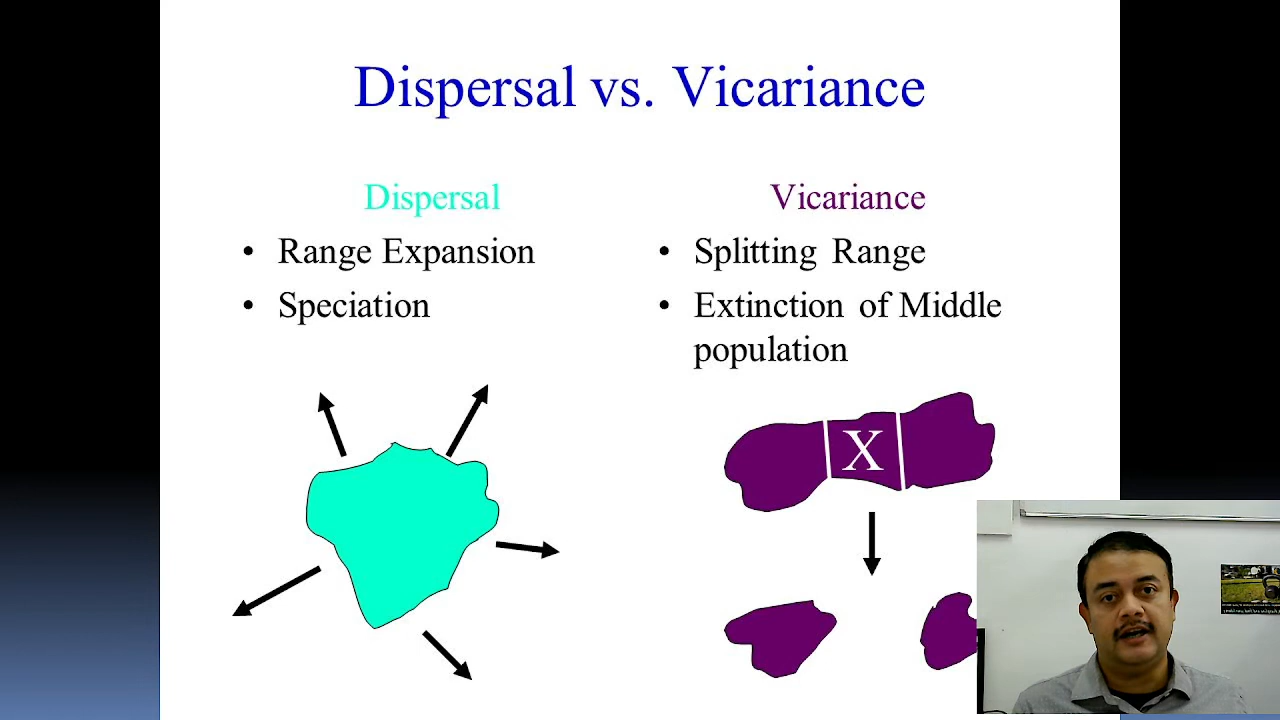 Dispersal vs. Vicariance
Dispersal
• Range Expansion
• Speciation
Vicariance
• Splitting Range
• Extinction of Middle
population
X